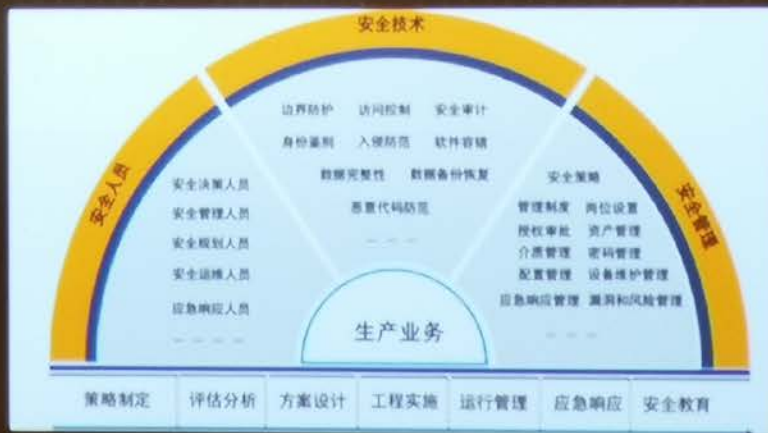 安全技术
边界防护 访问控制 安全审计
身份鉴别 入侵防范 软件容错
数据完整性 数据备份恢复
恶意代码防范
安全人员
安全决策人员
安全管理人员
安全规划人员
安全运维人员
应急响应人员
安全管理
安全策略
管理制度 岗位设置
授权审批 资产管理
介质管理 密码管理
配置管理 设备维护管理
应急响应管理 漏洞和风险管理
生产业务
策略制定 评估分析 方案设计 工程实施 运行管理 应急响应 安全教育